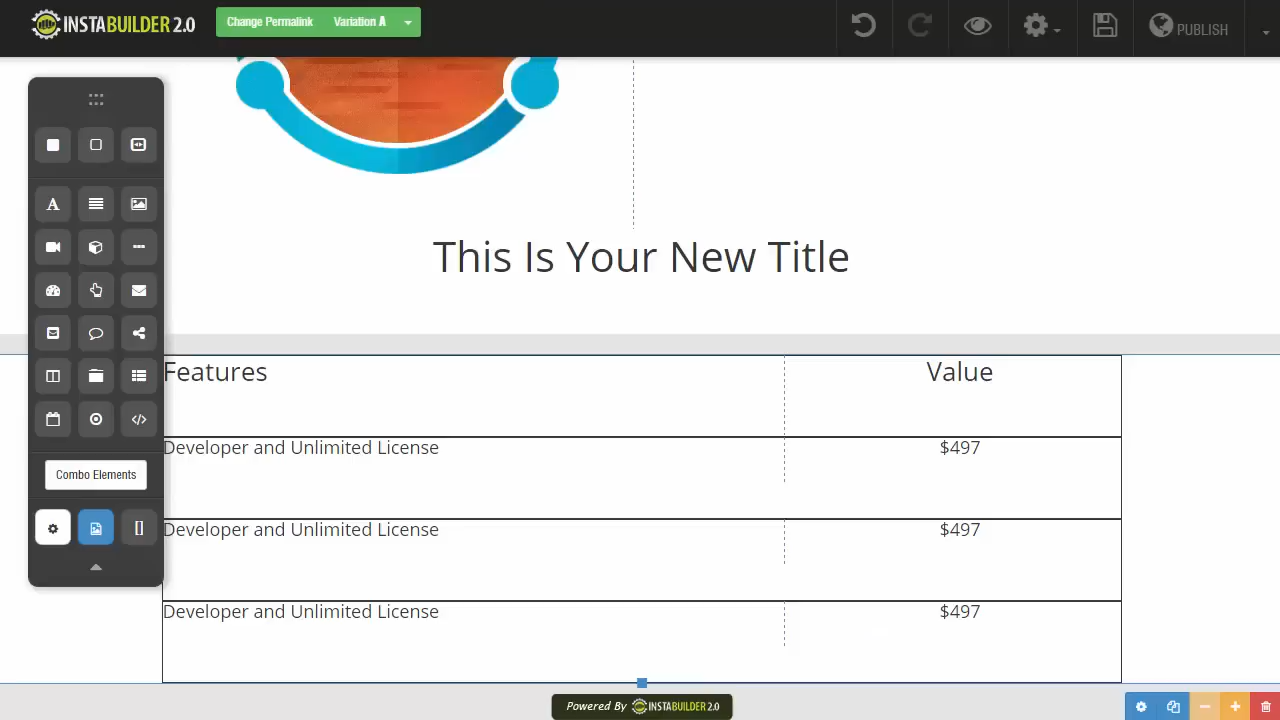 INSTABUILDER 2.0 Change Permalink Variation A PUBLISH
This Is Your New Title
Features Value
Developer and Unlimited License $497
Developer and Unlimited License $497
Developer and Unlimited License $497
Combo Elements
Powered By INSTABUILDER 2.0